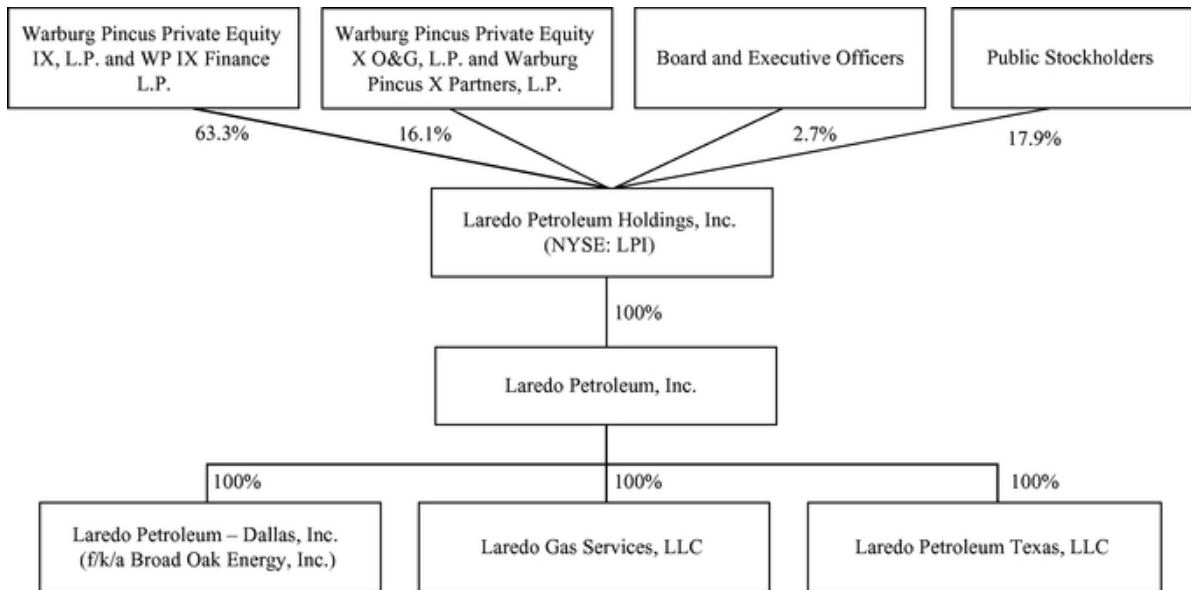 Warburg Pincus Private Equity
IX, L.P. and WP IX Finance
L.P.
Warburg Pincus Private Equity
X O&G, L.P. and Warburg
Pincus X Partners, L.P.
Board and Executive Officers
Public Stockholders
63.3%
16.1%
2.7%
17.9%
Laredo Petroleum Holdings, Inc.
(NYSE: LPI)
100%
Laredo Petroleum, Inc.
100%
100%
100%
Laredo Petroleum – Dallas, Inc.
(f/k/a Broad Oak Energy, Inc.)
Laredo Gas Services, LLC
Laredo Petroleum Texas, LLC